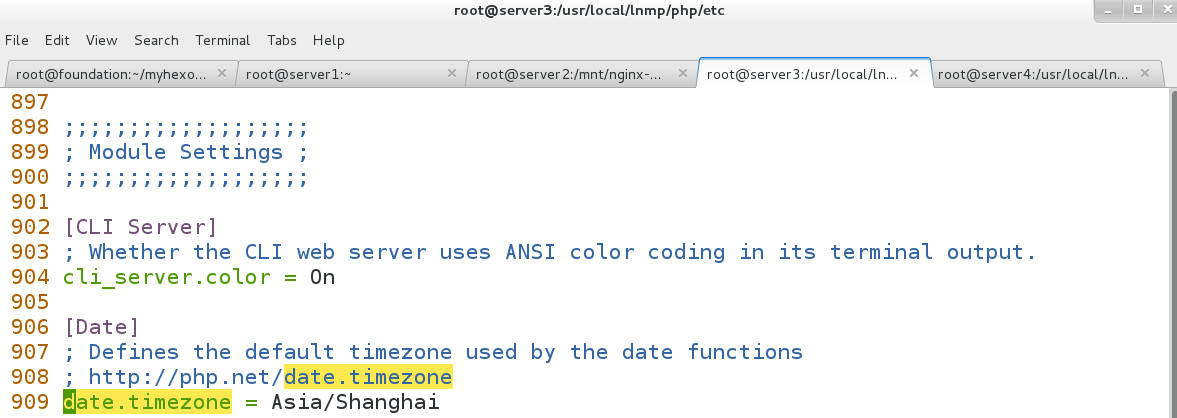 root@server3:/usr/local/lnmp/php/etc
File Edit View Search Terminal Tabs Help
root@foundation:~/myhexo... root@server1:~ root@server2:/mnt/nginx-... root@server3:/usr/local/ln... root@server4:/usr/local/ln...
897
898 ;;;;;;;;;;;;;;;;;;;
899 ; Module Settings ;
900 ;;;;;;;;;;;;;;;;;;;
901
902 [CLI Server]
903 ; Whether the CLI web server uses ANSI color coding in its terminal output.
904 cli_server.color = On
905
906 [Date]
907 ; Defines the default timezone used by the date functions
908 ; http://php.net/date.timezone
909 date.timezone = Asia/Shanghai